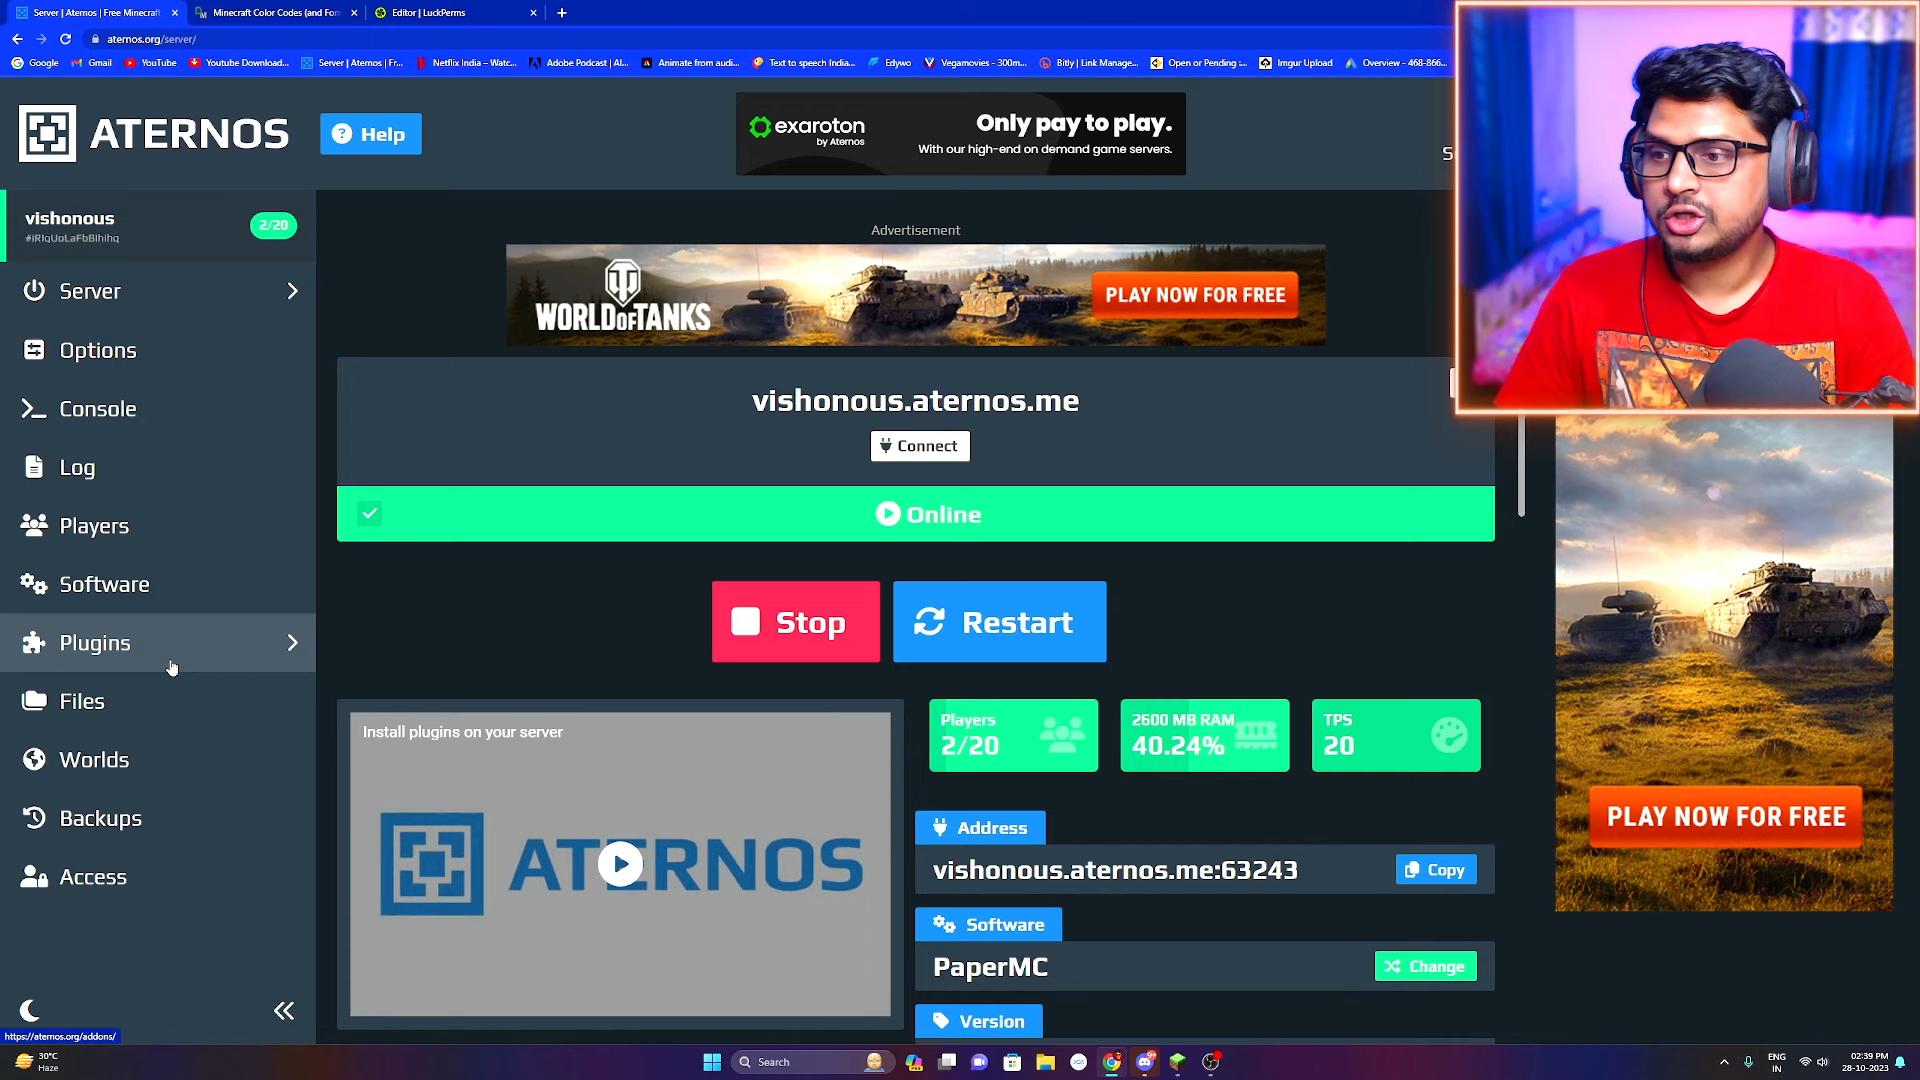 Server | Aternos | Free Minecraft
Minecraft Color Codes (and For
Editor | LuckPerms
aternos.org/server/
Google
Gmail
YouTube
Youtube Download...
Server | Aternos | Fr...
Netflix India – Watc...
Adobe Podcast | AI...
Animate from audi...
Text to speech India...
Edywo
Vegamovies - 300m...
Bitly | Link Manage...
Open or Pending :...
Imgur Upload
Overview - 468-866...
ATERNOS
? Help
exaroton
by Aternos
Only pay to play.
With our high-end on demand game servers.
S
vishonous
2/20
Server
Options
Console
Log
Players
Software
Plugins
Files
Worlds
Backups
Access
https://aternos.org/addons/
Advertisement
WORLD OF TANKS
PLAY NOW FOR FREE
vishonous.aternos.me
Connect
Online
Stop
Restart
Install plugins on your server
ATERNOS
Players
2/20
2600 MB RAM
40.24%
TPS
20
Address
vishonous.aternos.me:63243
Copy
Software
PaperMC
Change
Version
PLAY NOW FOR FREE
30°C
Haze
Search
ENG
IN
02:39 PM
28-10-2023